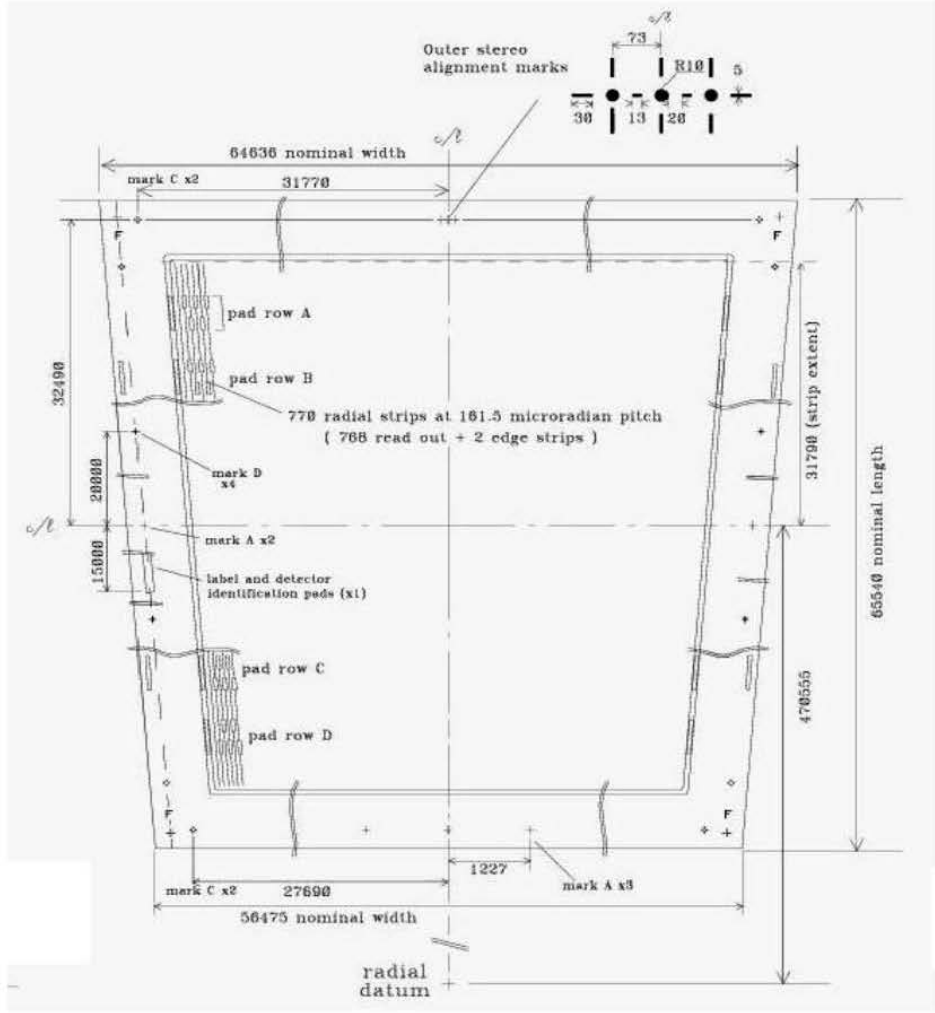 c/l
73
R10
5
30
13
20
Outer stereo
alignment marks
c/l
64636 nominal width
mark C x2
31770
F
F
pad row A
pad row B
770 radial strips at 161.5 microradian pitch
( 768 read out + 2 edge strips )
32490
31790 (strip extent)
mark D
x4
20000
c/l
mark A x2
15000
label and detector
identification pads (x1)
65540 nominal length
pad row C
470555
pad row D
F
F
1227
mark C x2
27690
mark A x3
56475 nominal width
radial
datum